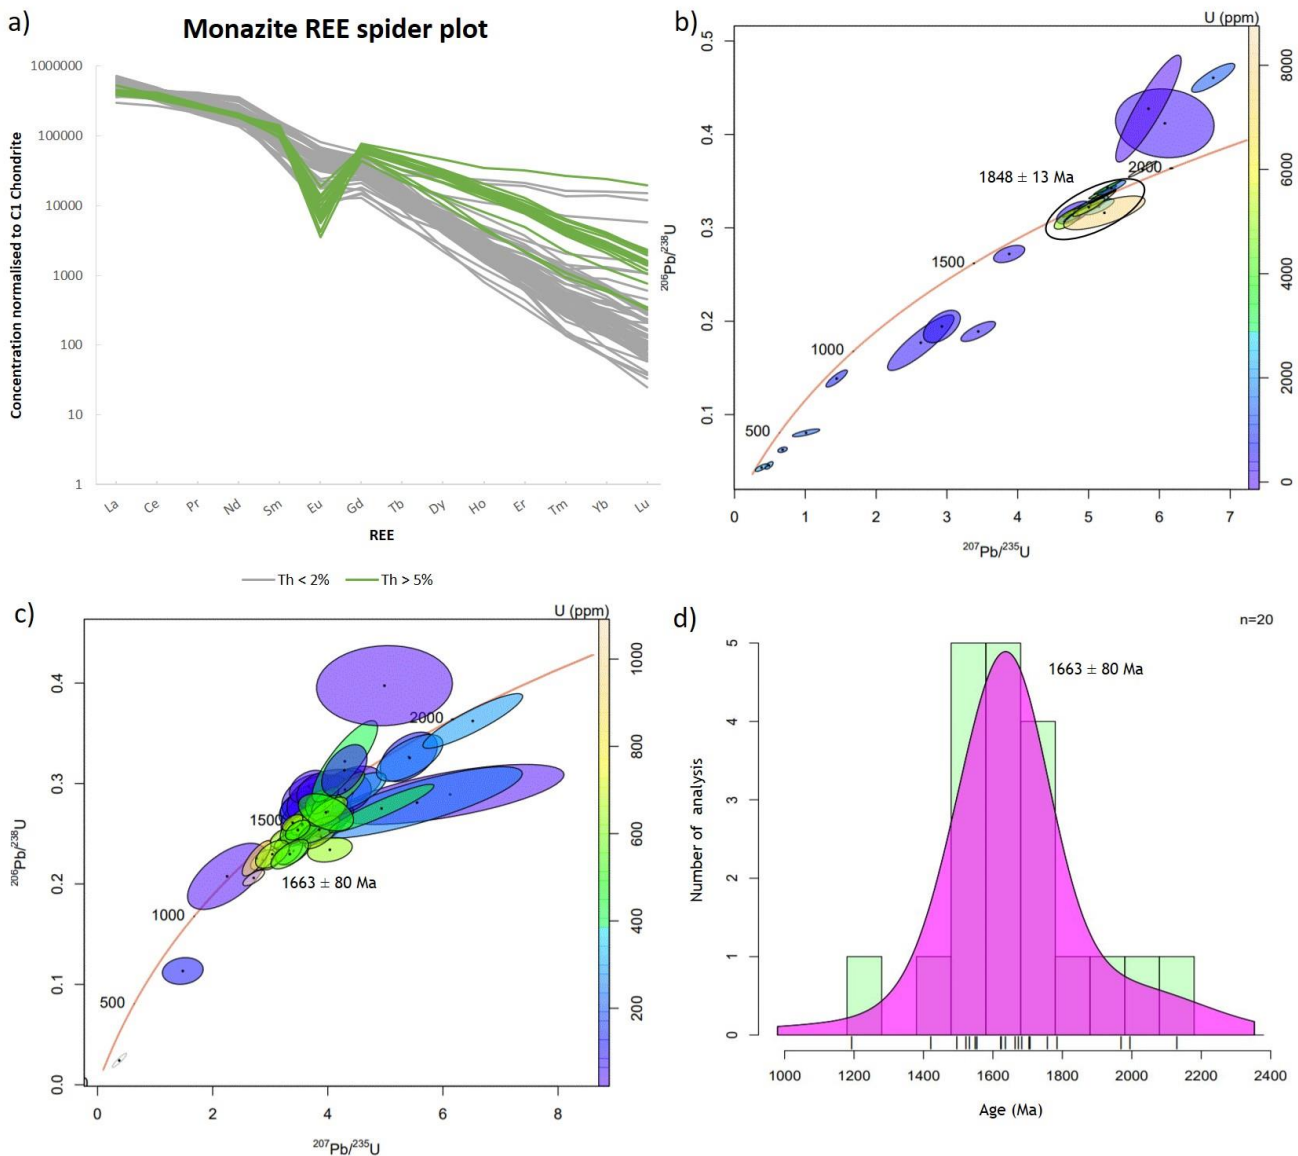 a)
Monazite REE spider plot
Concentration normalised to C1 Chondrite
1000000
100000
10000
1000
100
10
1
La Ce Pr Nd Sm Eu Gd Tb Dy Ho Er Tm Yb Lu
REE
Th < 2% Th > 5%
b)
U (ppm)
206Pb/238U
0.5
0.4
0.3
0.2
0.1
1848 ± 13 Ma
2000
1500
1000
500
8000
6000
4000
2000
0
0 1 2 3 4 5 6 7
207Pb/235U
c)
U (ppm)
206Pb/238U
0.4
0.3
0.2
0.1
0.0
2000
1500
1663 ± 80 Ma
1000
500
1000
800
600
400
200
0 2 4 6 8
207Pb/235U
d)
n=20
Number of analysis
5
4
3
2
1
0
1663 ± 80 Ma
1000 1200 1400 1600 1800 2000 2200 2400
Age (Ma)